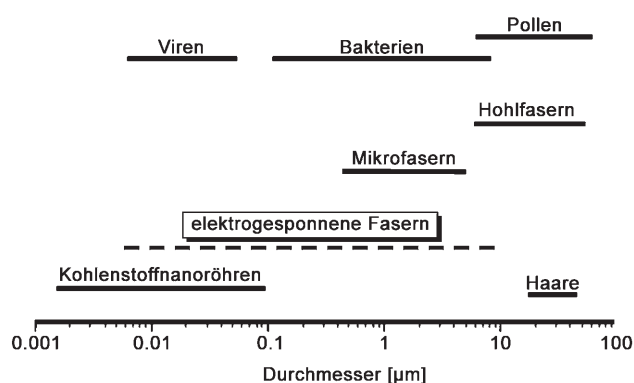 Pollen
Viren
Bakterien
Hohlfasern
Mikrofasern
elektrogesponnene Fasern
Kohlenstoffnanoröhren
Haare
0.001 0.01 0.1 1 10 100
Durchmesser [µm]